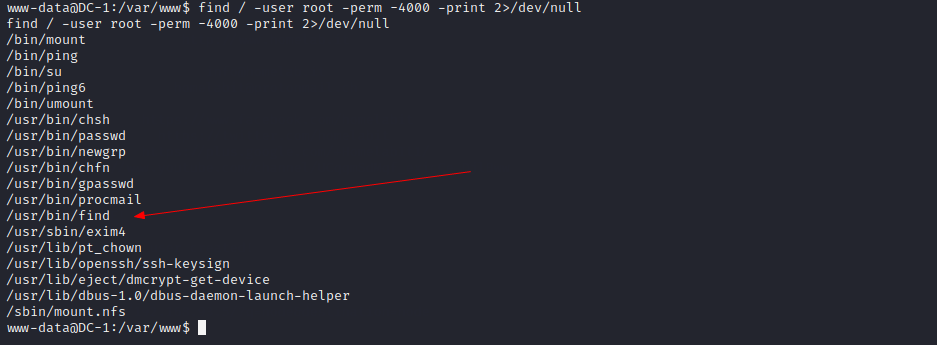 www-data@DC-1:/var/www$ find / -user root -perm -4000 -print 2>/dev/null
find / -user root -perm -4000 -print 2>/dev/null
/bin/mount
/bin/ping
/bin/su
/bin/ping6
/bin/umount
/usr/bin/chsh
/usr/bin/passwd
/usr/bin/newgrp
/usr/bin/chfn
/usr/bin/gpasswd
/usr/bin/procmail
/usr/bin/find
/usr/sbin/exim4
/usr/lib/pt_chown
/usr/lib/openssh/ssh-keysign
/usr/lib/eject/dmcrypt-get-device
/usr/lib/dbus-1.0/dbus-daemon-launch-helper
/sbin/mount.nfs
www-data@DC-1:/var/www$